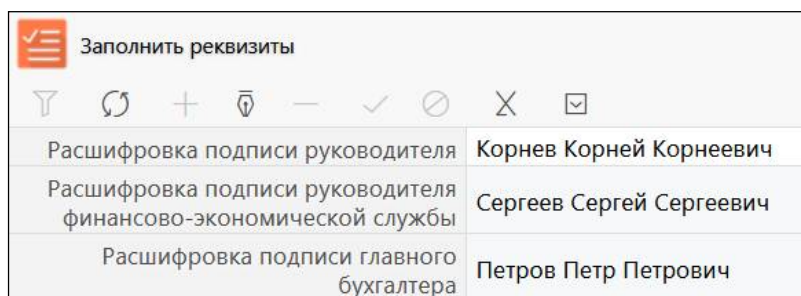 Заполнить реквизиты
Расшифровка подписи руководителя
Корнев Корней Корнеевич
Расшифровка подписи руководителя
финансово-экономической службы
Сергеев Сергей Сергеевич
Расшифровка подписи главного
бухгалтера
Петров Петр Петрович